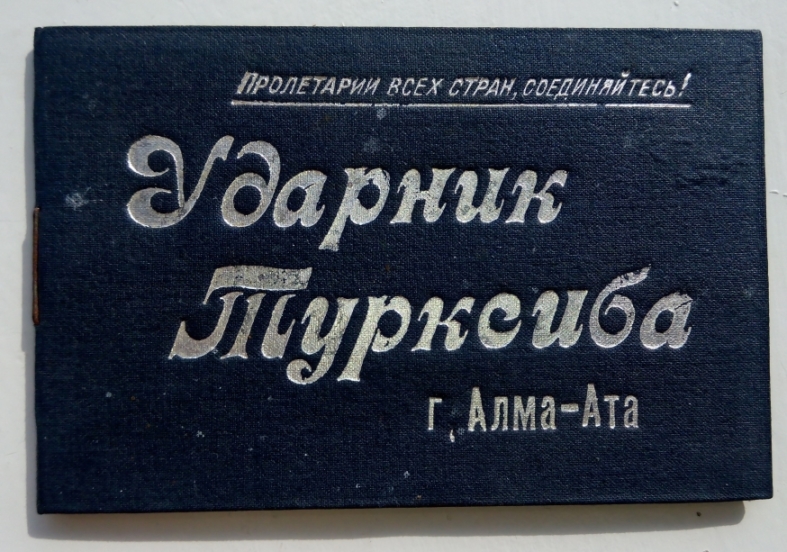 Пролетарии всех стран, соединяйтесь!
Ударник
Турксиба
г. Алма-Ата